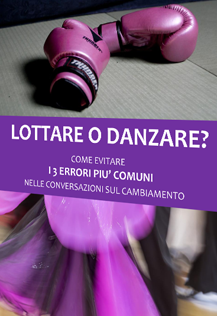 LOTTARE O DANZARE?
COME EVITARE
I 3 ERRORI PIU' COMUNI
NELLE CONVERSAZIONI SUL CAMBIAMENTO